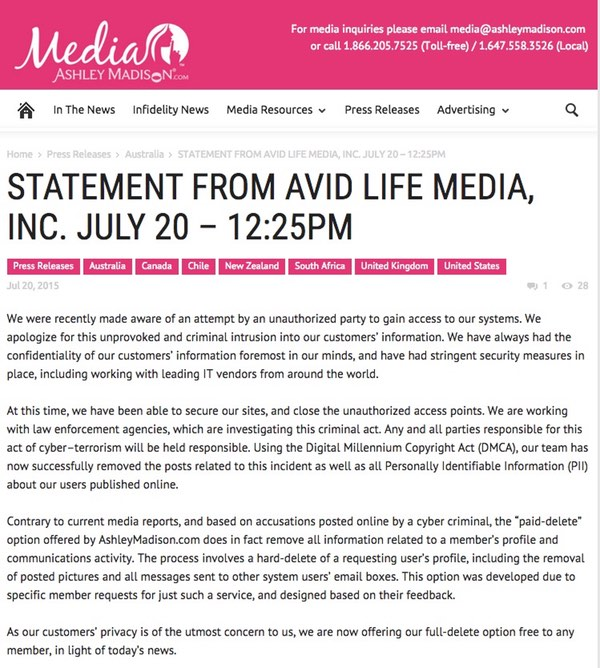 Media
ASHLEY MADISON.COM
For media inquiries please email media@ashleymadison.com
or call 1.866.205.7525 (Toll-free) / 1.647.558.3526 (Local)
In The News Infidelity News Media Resources Press Releases Advertising
Home > Press Releases > Australia > STATEMENT FROM AVID LIFE MEDIA, INC. JULY 20 – 12:25PM
STATEMENT FROM AVID LIFE MEDIA,
INC. JULY 20 – 12:25PM
Press Releases Australia Canada Chile New Zealand South Africa United Kingdom United States
Jul 20, 2015 1 28
We were recently made aware of an attempt by an unauthorized party to gain access to our systems. We
apologize for this unprovoked and criminal intrusion into our customers’ information. We have always had the
confidentiality of our customers’ information foremost in our minds, and have had stringent security measures in
place, including working with leading IT vendors from around the world.
At this time, we have been able to secure our sites, and close the unauthorized access points. We are working
with law enforcement agencies, which are investigating this criminal act. Any and all parties responsible for this
act of cyber–terrorism will be held responsible. Using the Digital Millennium Copyright Act (DMCA), our team has
now successfully removed the posts related to this incident as well as all Personally Identifiable Information (PII)
about our users published online.
Contrary to current media reports, and based on accusations posted online by a cyber criminal, the “paid-delete”
option offered by AshleyMadison.com does in fact remove all information related to a member’s profile and
communications activity. The process involves a hard-delete of a requesting user’s profile, including the removal
of posted pictures and all messages sent to other system users’ email boxes. This option was developed due to
specific member requests for just such a service, and designed based on their feedback.
As our customers’ privacy is of the utmost concern to us, we are now offering our full-delete option free to any
member, in light of today’s news.